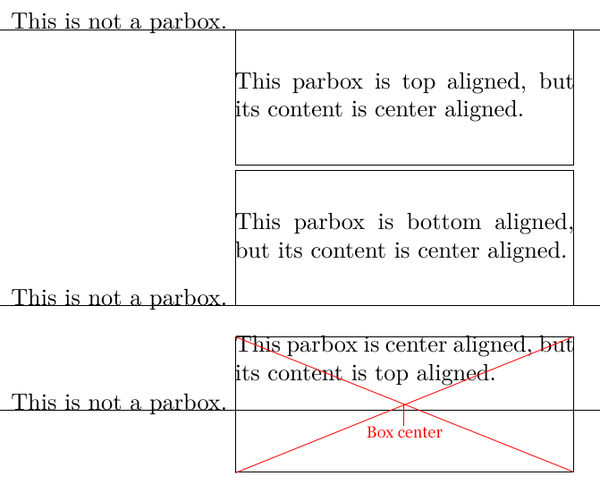 This is not a parbox.
This parbox is top aligned, but
its content is center aligned.
This parbox is bottom aligned,
but its content is center aligned.
This is not a parbox.
This parbox is center aligned, but
its content is top aligned.
This is not a parbox.
Box center